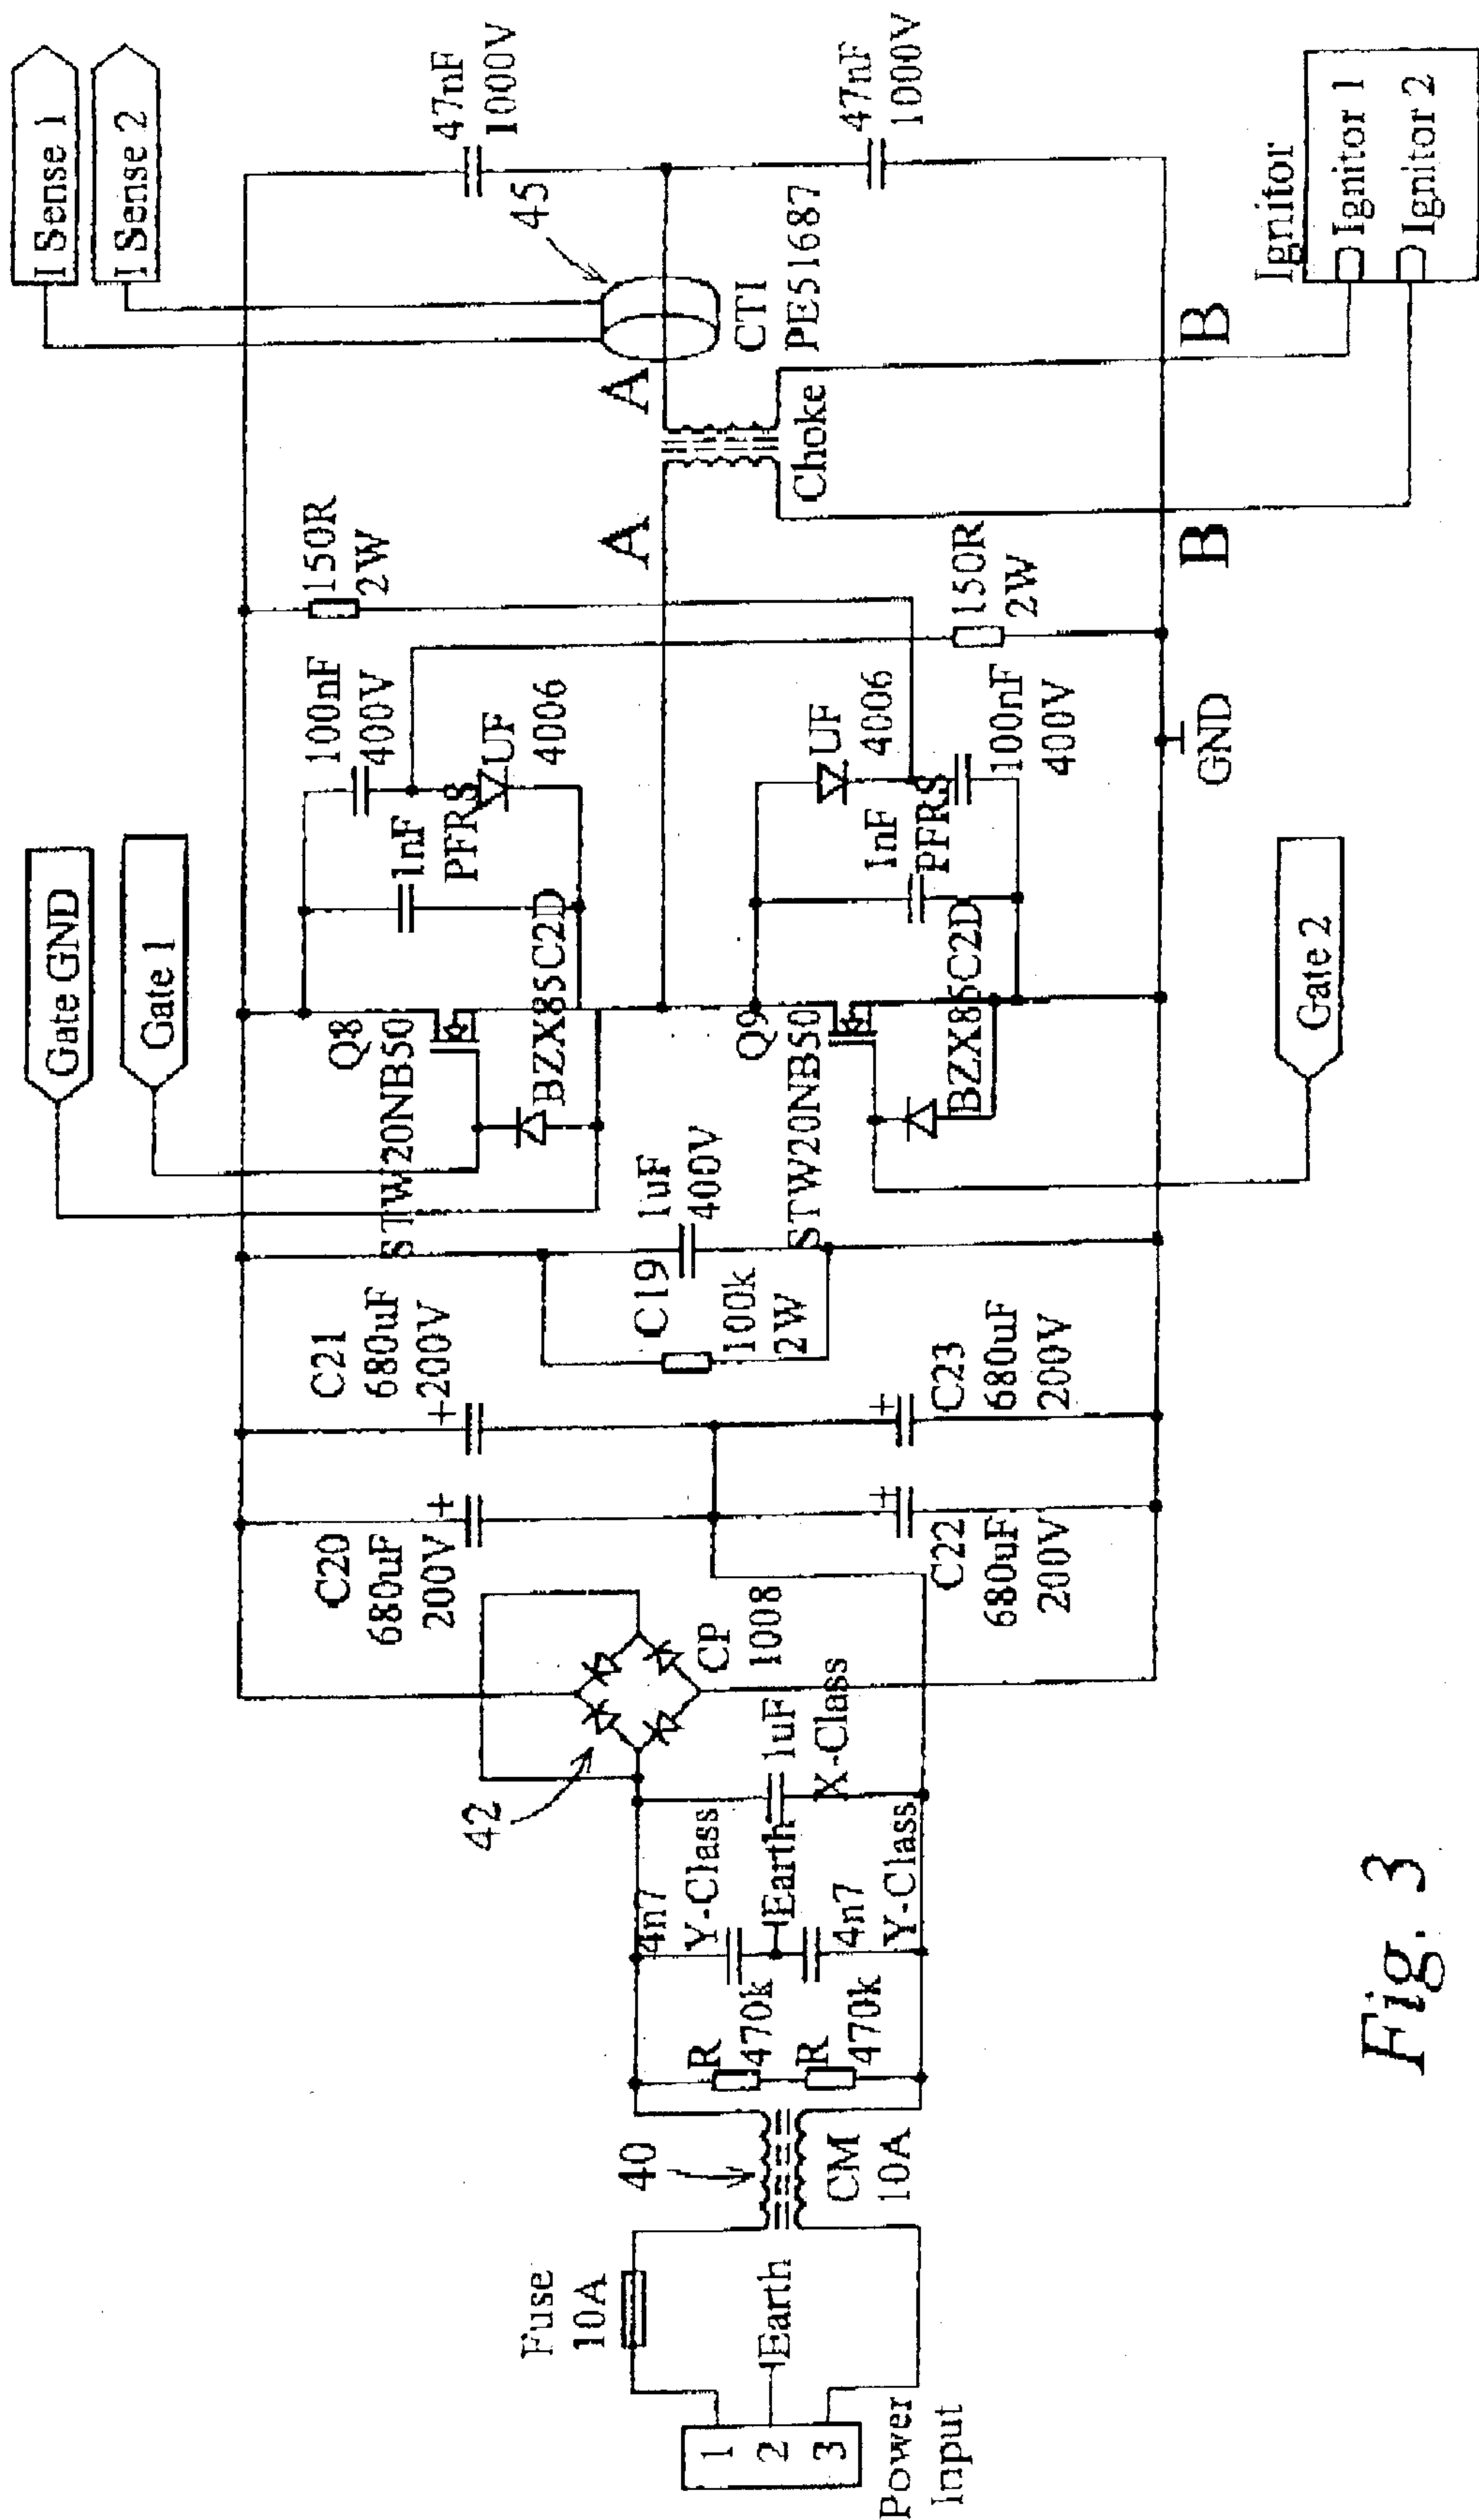 Power
Input
1
2
3
Earth
Fuse
10A
40
CM
10A
R
470k
R
470k
4n7
Y-Class
Earth
4n7
Y-Class
1uF
X-Class
42
CP
1008
C20
680uF
200V
+
C21
680uF
200V
+
C22
680uF
200V
+
C23
680uF
200V
+
C19
1uF
400V
100k
2W
Gate GND
Gate 1
Q8
STW20NB50
BZX85C2D
1nF
PFRS
100nF
400V
UF
4006
150R
2W
Q9
STW20NB50
BZX85C2D
1nF
PFRS
UF
4006
100nF
400V
150R
2W
Gate 2
GND
A
A
Choke
B
B
CTI
PE51687
45
I Sense 1
I Sense 2
47nF
1000V
47nF
1000V
Ignitor
Ignitor 1
Ignitor 2
Fig. 3